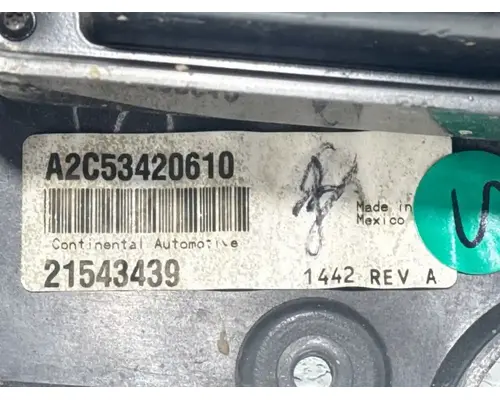 A2C53420610
Made in
Mexico
Continental Automotive
21543439
1442 REV A